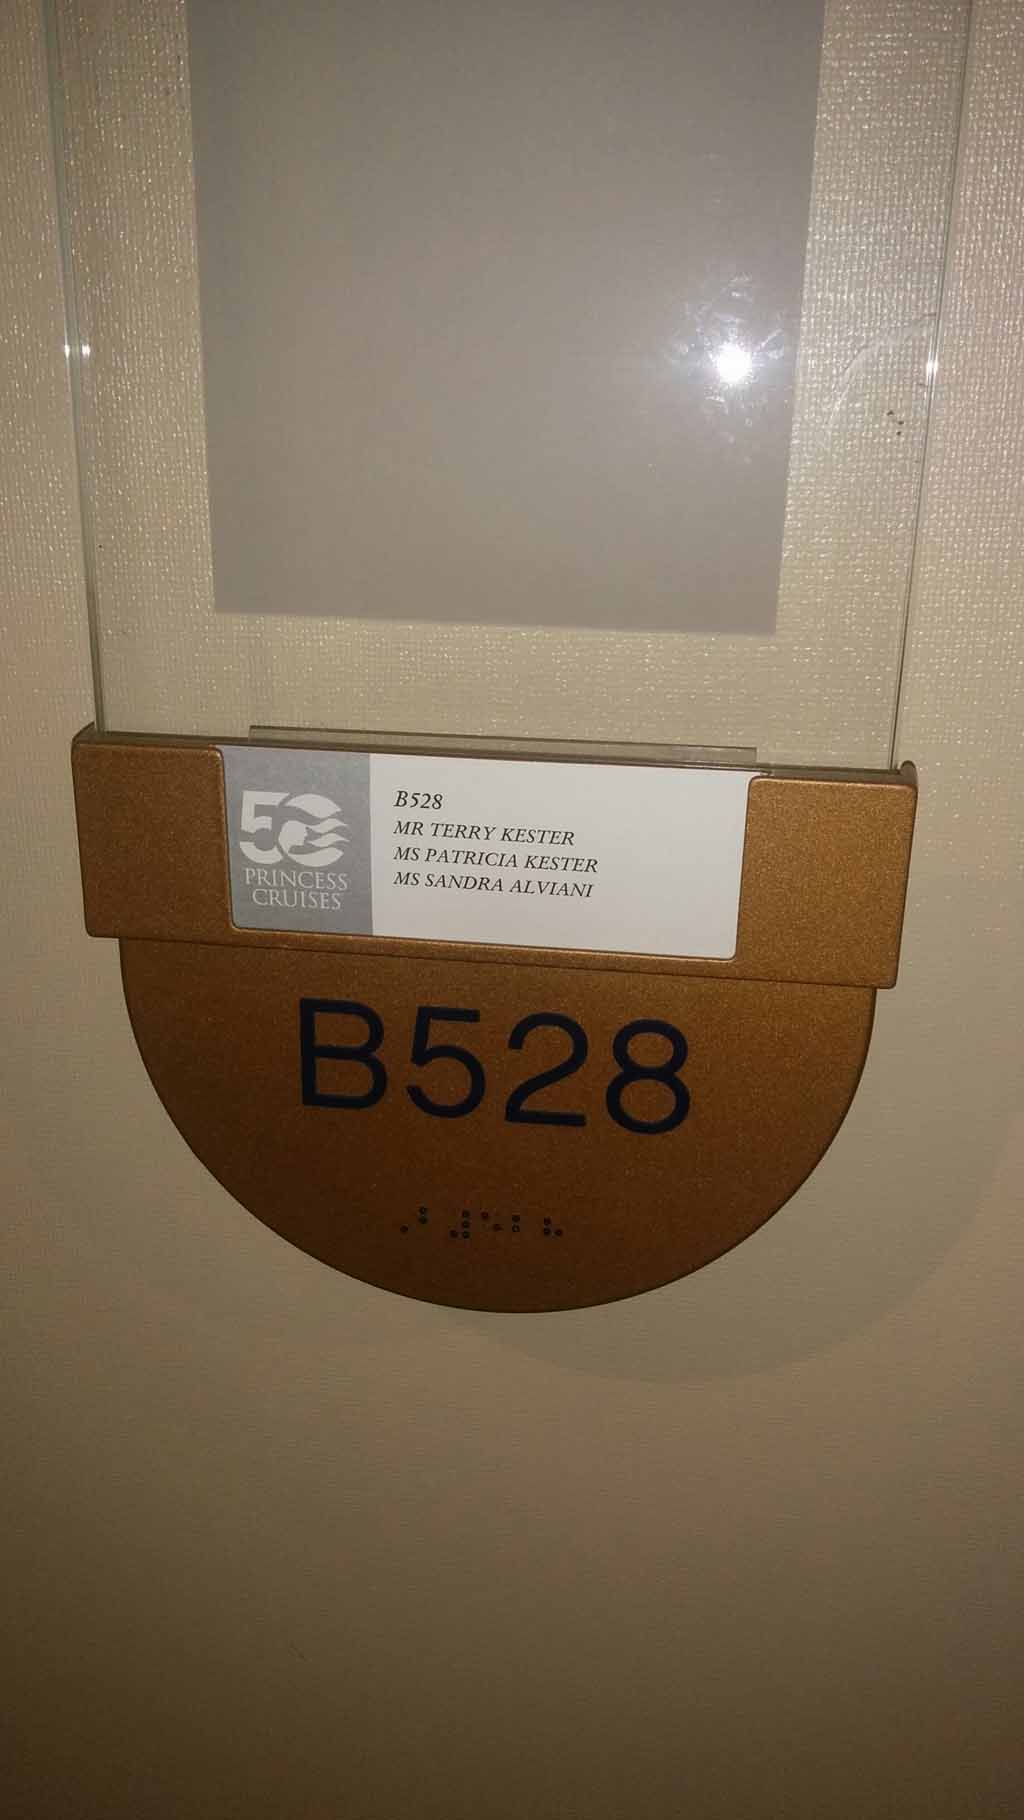 B528
MR TERRY KESTER
MS PATRICIA KESTER
MS SANDRA ALVIANI
50
PRINCESS
CRUISES
B528